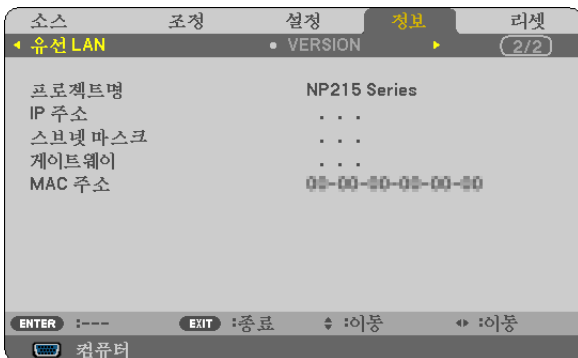 소스 조정 설정 정보 리셋
유선 LAN VERSION 2/2
프로젝트명 NP215 Series
IP 주소 . . .
스브넷 마스크 . . .
게이트웨이 . . .
MAC 주소 00-00-00-00-00-00
ENTER :--- EXIT :종료 :이동 :이동
컴퓨터